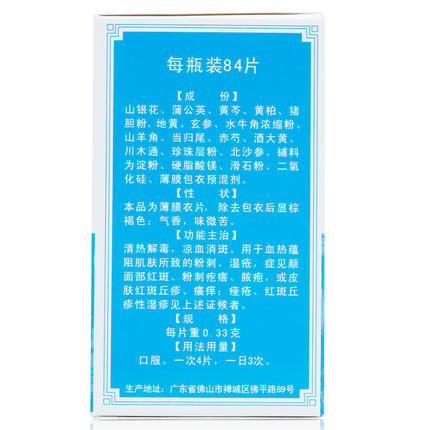 每瓶装84片
【成 份】
山银花、蒲公英、黄芩、黄柏、猪
胆粉、地黄、玄参、水牛角浓缩粉、
山羊角、当归尾、赤芍、酒大黄、
川木通、珍珠层粉、北沙参。辅料
为淀粉、硬脂酸镁、滑石粉、二氧
化硅、薄膜包衣预混剂。
【性 状】
本品为薄膜衣片，除去包衣后显棕
褐色；气香，味微苦。
【功能主治】
清热解毒，凉血消斑。用于血热蕴
阻肌肤所致的粉刺、湿疮，症见颜
面部红斑、粉刺疙瘩、脓疱，或皮
肤红斑丘疹、瘙痒；痤疮、红斑丘
疹性湿疹见上述证候者。
【规 格】
每片重0.33克
【用法用量】
口服。一次4片，一日3次。
生产地址：广东省佛山市禅城区佛平路89号